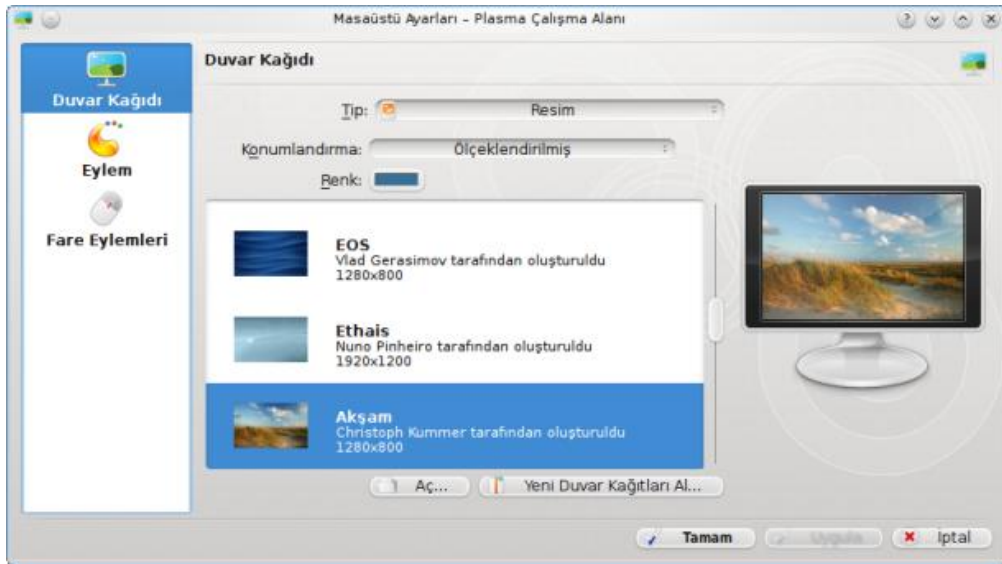 Masaüstü Ayarları – Plasma Çalışma Alanı
Duvar Kağıdı
Eylem
Fare Eylemleri
Duvar Kağıdı
Tip: Resim
Konumlandırma: Ölçeklendirilmiş
Renk:
EOS
Vlad Gerasimov tarafından oluşturuldu
1280x800
Ethais
Nuno Pinheiro tarafından oluşturuldu
1920x1200
Akşam
Christoph Kummer tarafından oluşturuldu
1280x800
Aç... Yeni Duvar Kağıtları Al...
Tamam Uygula İptal